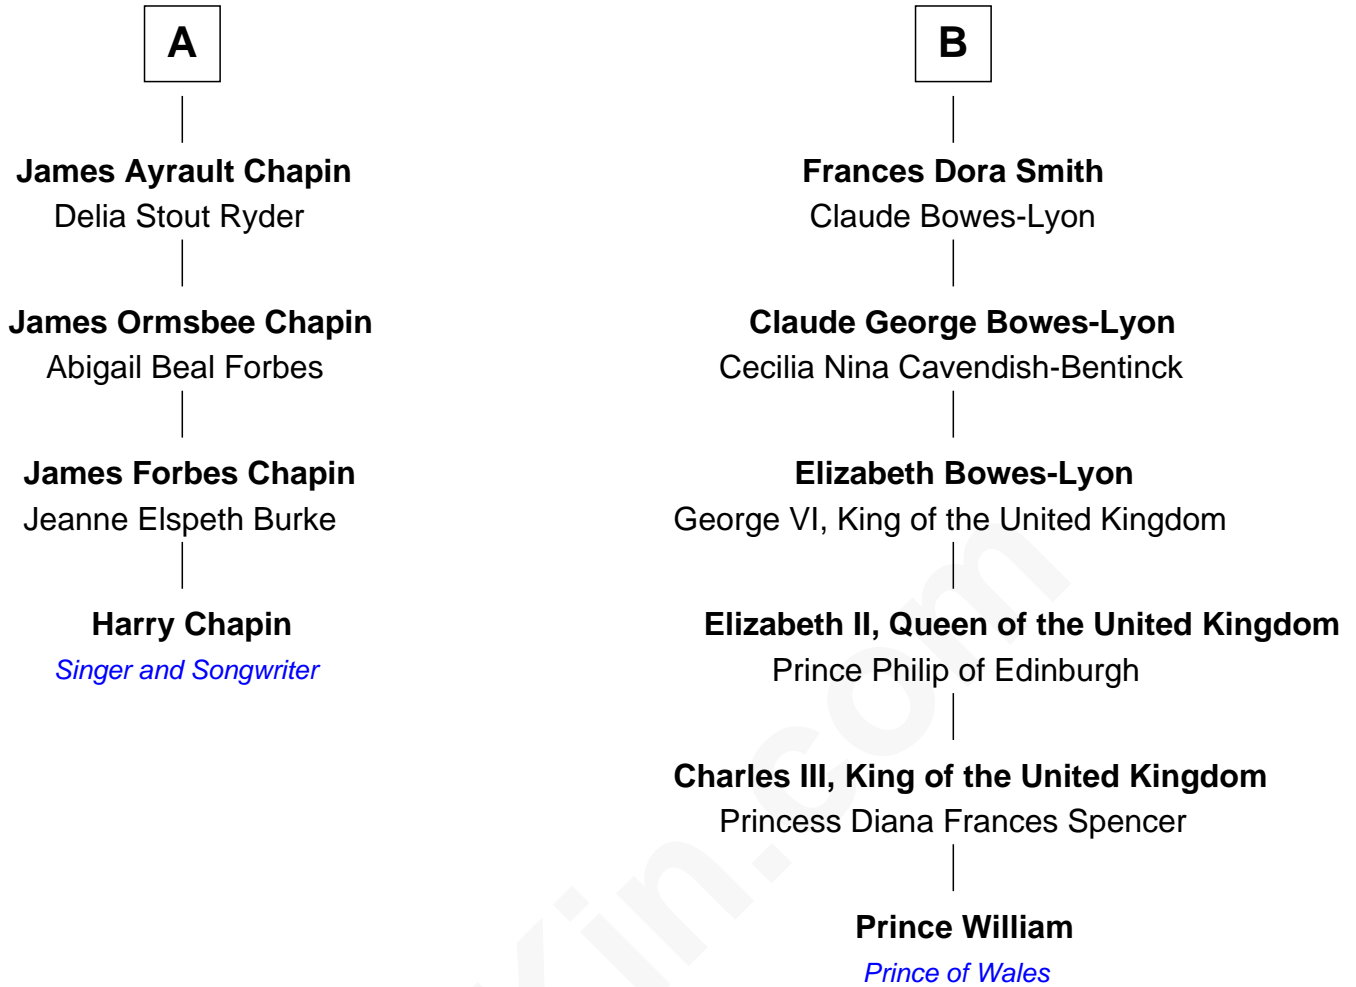 A
James Ayrault Chapin
Delia Stout Ryder
James Ormsbee Chapin
Abigail Beal Forbes
James Forbes Chapin
Jeanne Elspeth Burke
Harry Chapin
Singer and Songwriter
B
Frances Dora Smith
Claude Bowes-Lyon
Claude George Bowes-Lyon
Cecilia Nina Cavendish-Bentinck
Elizabeth Bowes-Lyon
George VI, King of the United Kingdom
Elizabeth II, Queen of the United Kingdom
Prince Philip of Edinburgh
Charles III, King of the United Kingdom
Princess Diana Frances Spencer
Prince William
Prince of Wales
Kin.com